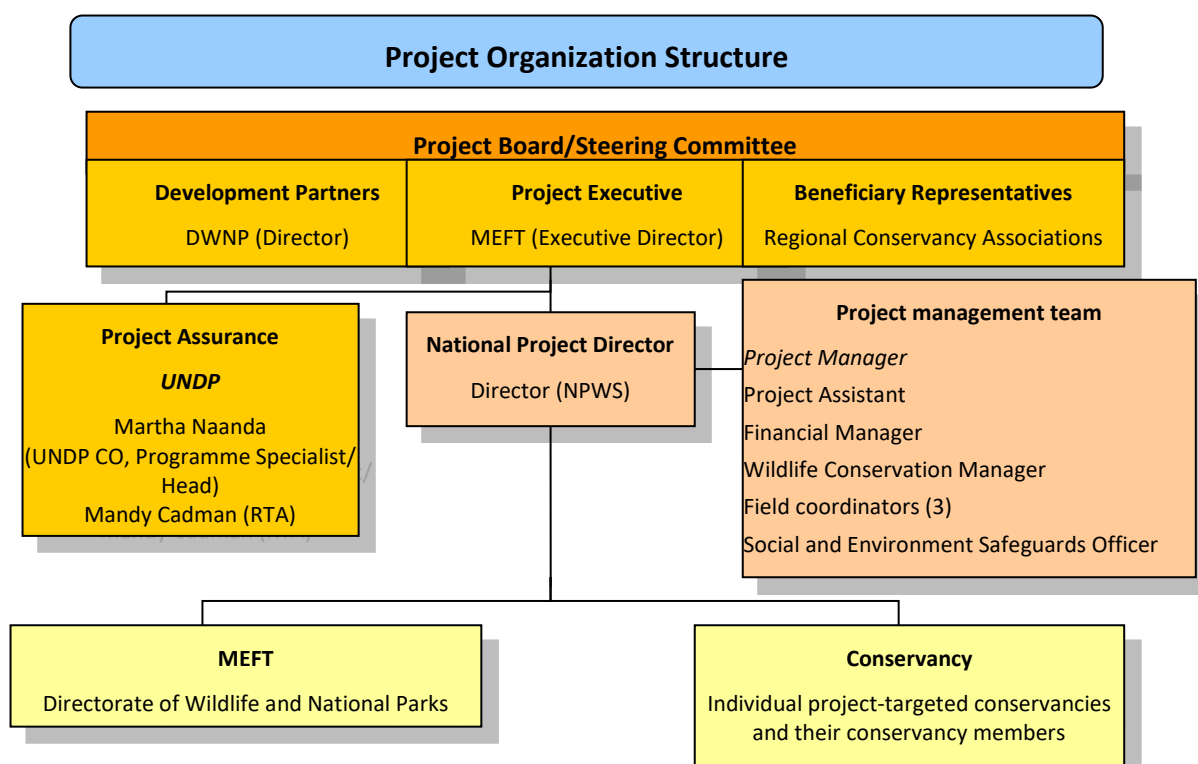 Project Organization Structure
Project Board/Steering Committee
Development Partners
DWNP (Director)
Project Executive
MEFT (Executive Director)
Beneficiary Representatives
Regional Conservancy Associations
Project Assurance
UNDP
Martha Naanda
(UNDP CO, Programme Specialist/
Head)
Mandy Cadman (RTA)
National Project Director
Director (NPWS)
Project management team
Project Manager
Project Assistant
Financial Manager
Wildlife Conservation Manager
Field coordinators (3)
Social and Environment Safeguards Officer
MEFT
Directorate of Wildlife and National Parks
Conservancy
Individual project-targeted conservancies
and their conservancy members